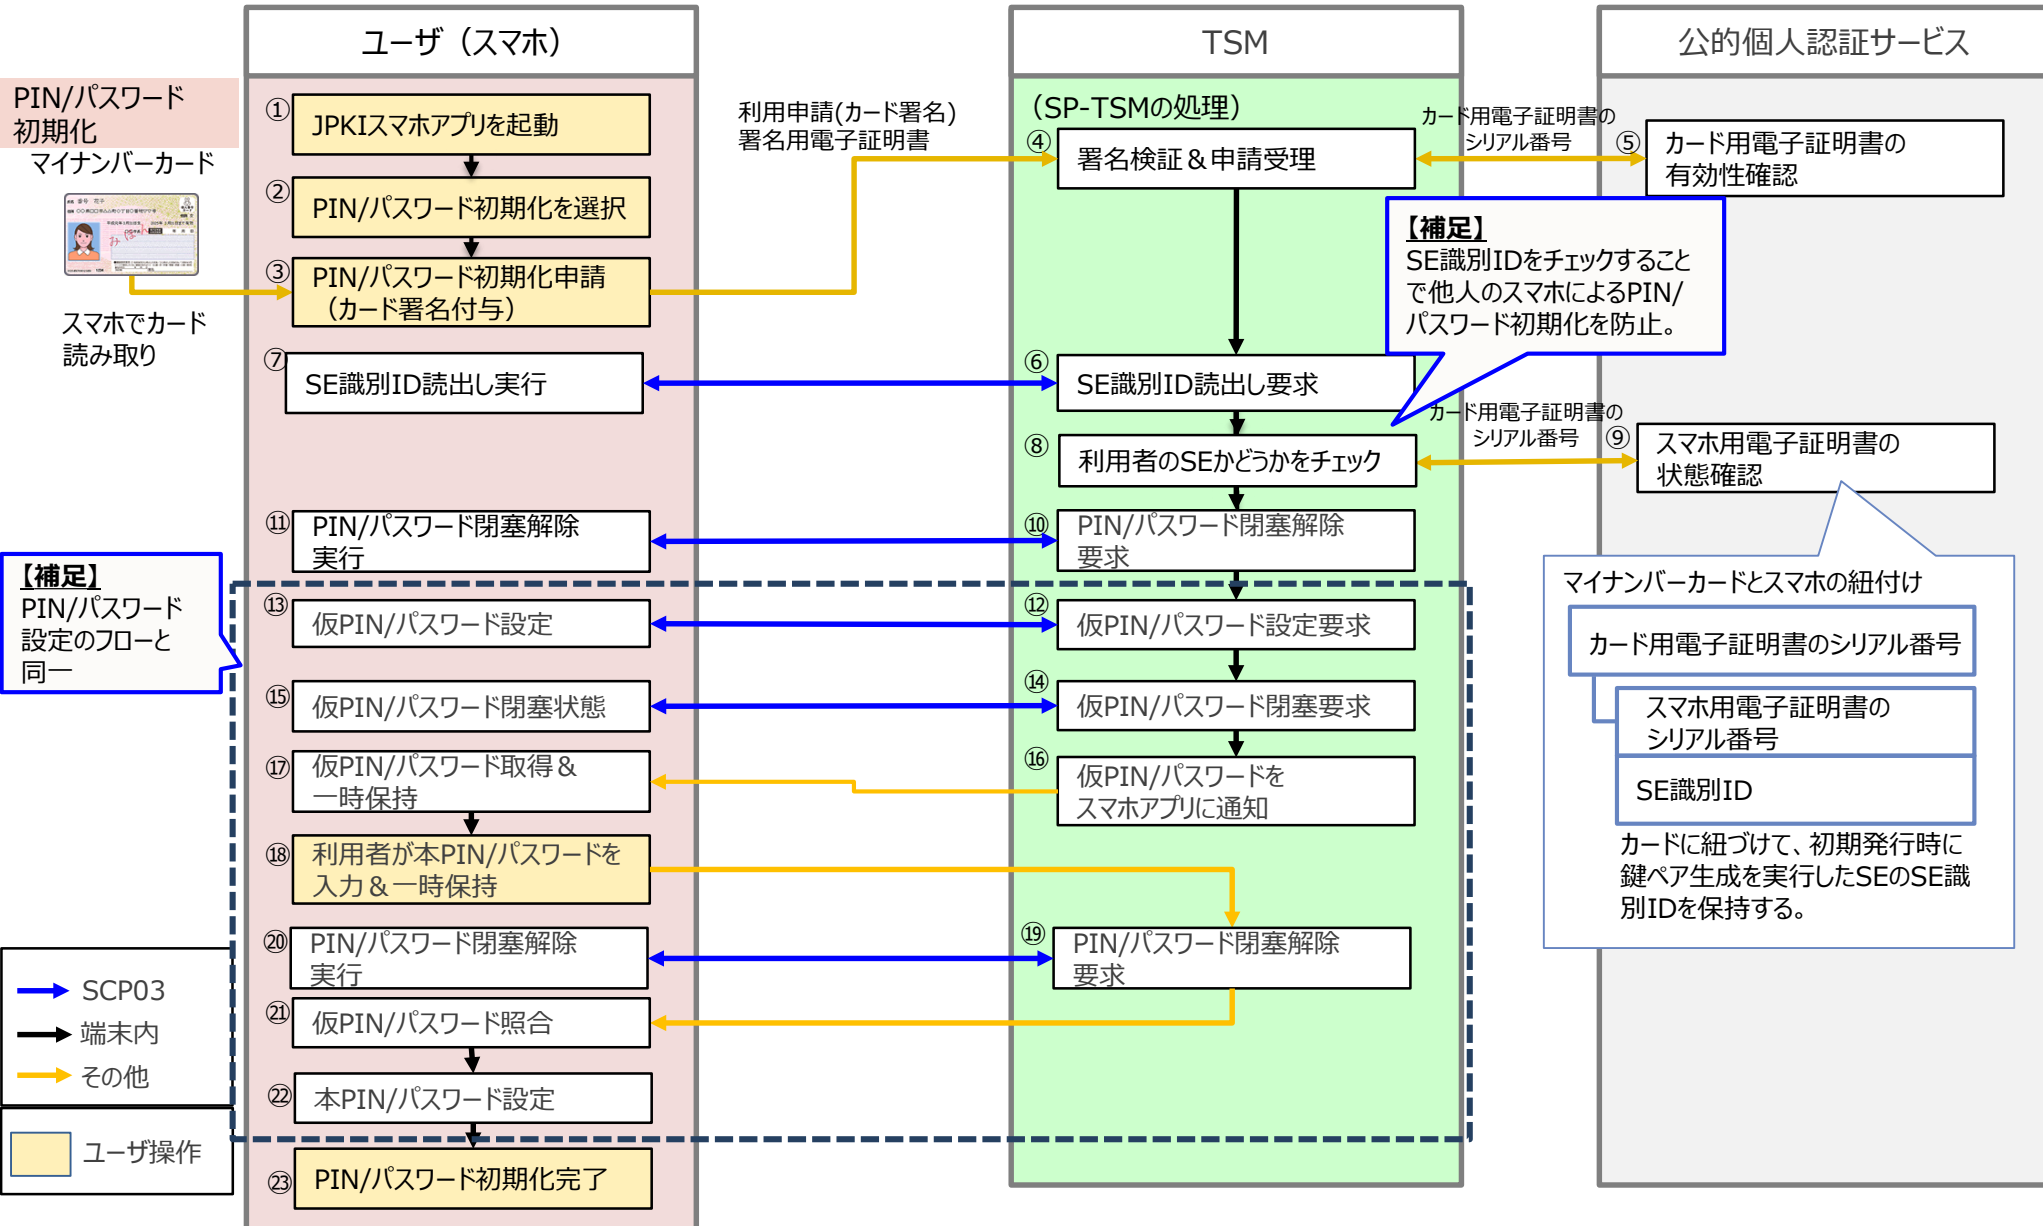 ユーザ（スマホ）
TSM
公的個人認証サービス
PIN/パスワード
初期化
マイナンバーカード
スマホでカード
読み取り
①
JPKIスマホアプリを起動
②
PIN/パスワード初期化を選択
③
PIN/パスワード初期化申請
（カード署名付与）
利用申請(カード署名)
署名用電子証明書
（SP-TSMの処理）
④
署名検証＆申請受理
カード用電子証明書の
シリアル番号
⑤
カード用電子証明書の
有効性確認
【補足】
SE識別IDをチェックすること
で他人のスマホによるPIN/
パスワード初期化を防止。
⑦
SE識別ID読出し実行
⑥
SE識別ID読出し要求
⑧
利用者のSEかどうかをチェック
カード用電子証明書の
シリアル番号
⑨
スマホ用電子証明書の
状態確認
⑪
PIN/パスワード閉塞解除
実行
⑩
PIN/パスワード閉塞解除
要求
【補足】
PIN/パスワード
設定のフローと
同一
⑬
仮PIN/パスワード設定
⑫
仮PIN/パスワード設定要求
⑮
仮PIN/パスワード閉塞状態
⑭
仮PIN/パスワード閉塞要求
⑰
仮PIN/パスワード取得＆
一時保持
⑯
仮PIN/パスワードを
スマホアプリに通知
⑱
利用者が本PIN/パスワードを
入力＆一時保持
⑳
PIN/パスワード閉塞解除
実行
⑲
PIN/パスワード閉塞解除
要求
㉑
仮PIN/パスワード照合
㉒
本PIN/パスワード設定
㉓
PIN/パスワード初期化完了
マイナンバーカードとスマホの紐付け
カード用電子証明書のシリアル番号
スマホ用電子証明書の
シリアル番号
SE識別ID
カードに紐づけて、初期発行時に
鍵ペア生成を実行したSEのSE識
別IDを保持する。
SCP03
端末内
その他
ユーザ操作